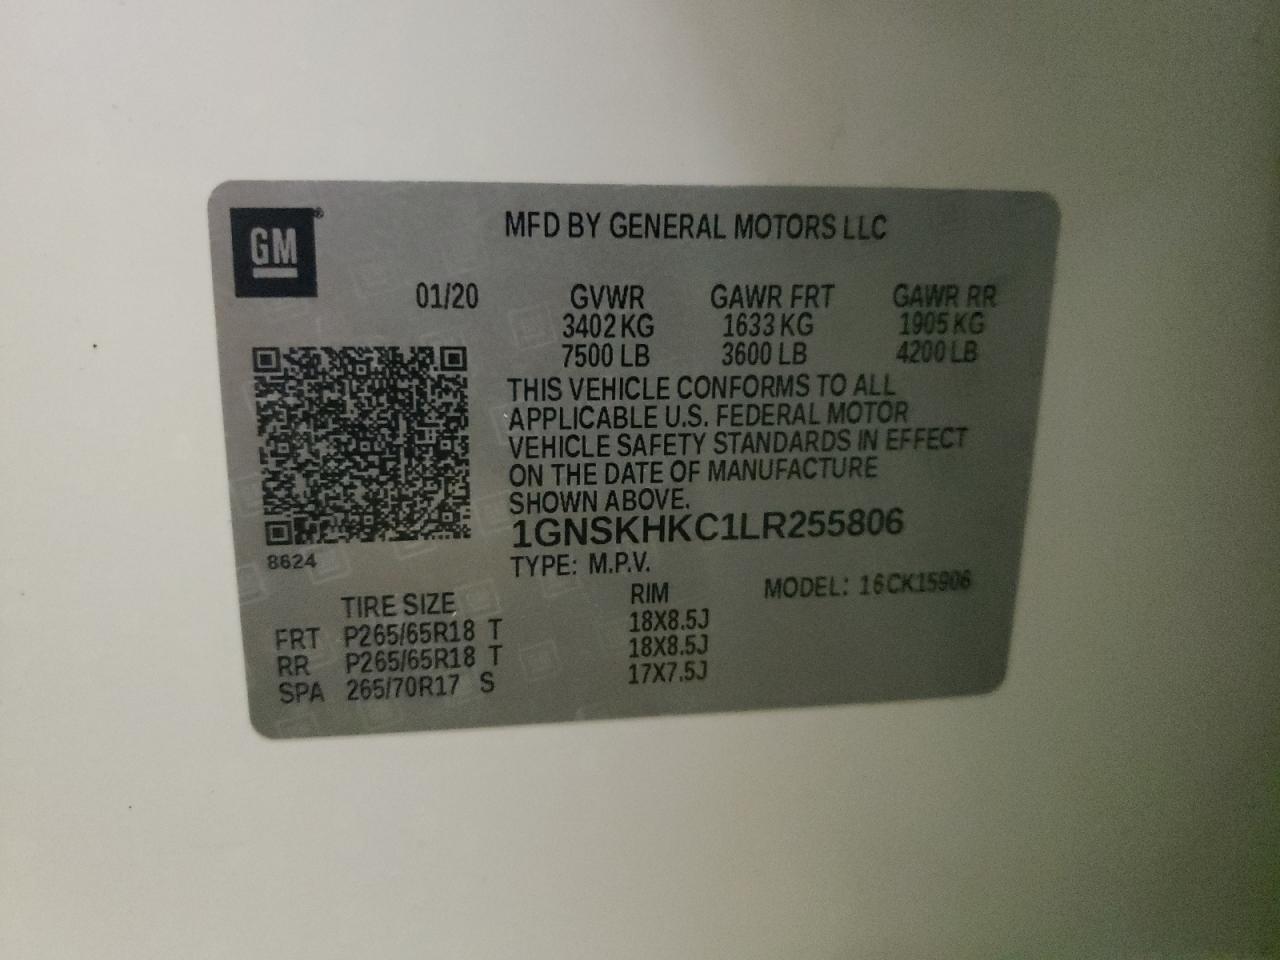 GM®
MFD BY GENERAL MOTORS LLC
01/20 GVWR GAWR FRT GAWR RR
3402 KG 1633 KG 1905 KG
7500 LB 3600 LB 4200 LB
THIS VEHICLE CONFORMS TO ALL
APPLICABLE U.S. FEDERAL MOTOR
VEHICLE SAFETY STANDARDS IN EFFECT
ON THE DATE OF MANUFACTURE
SHOWN ABOVE.
1GNSKHKC1LR255806
8624
TYPE: M.P.V.
TIRE SIZE RIM MODEL: 16CK15906
FRT P265/65R18 T 18X8.5J
RR P265/65R18 T 18X8.5J
SPA 265/70R17 S 17X7.5J